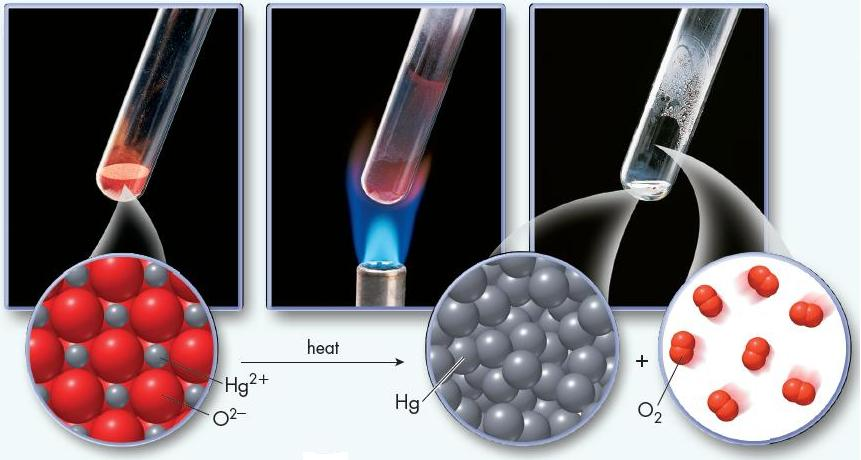 heat
Hg²⁺
O²⁻
Hg
+
O₂